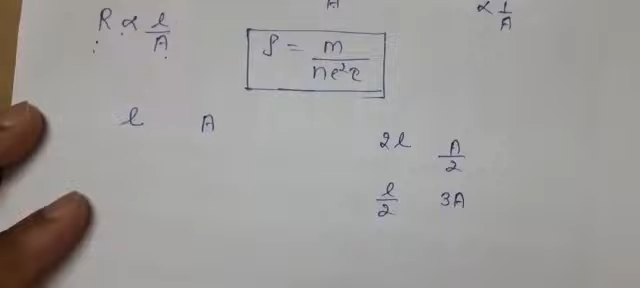 A
∝ 1/A
R ∝ l/A
ρ = m/ne²τ
l A
2l A/2
l/2 3A